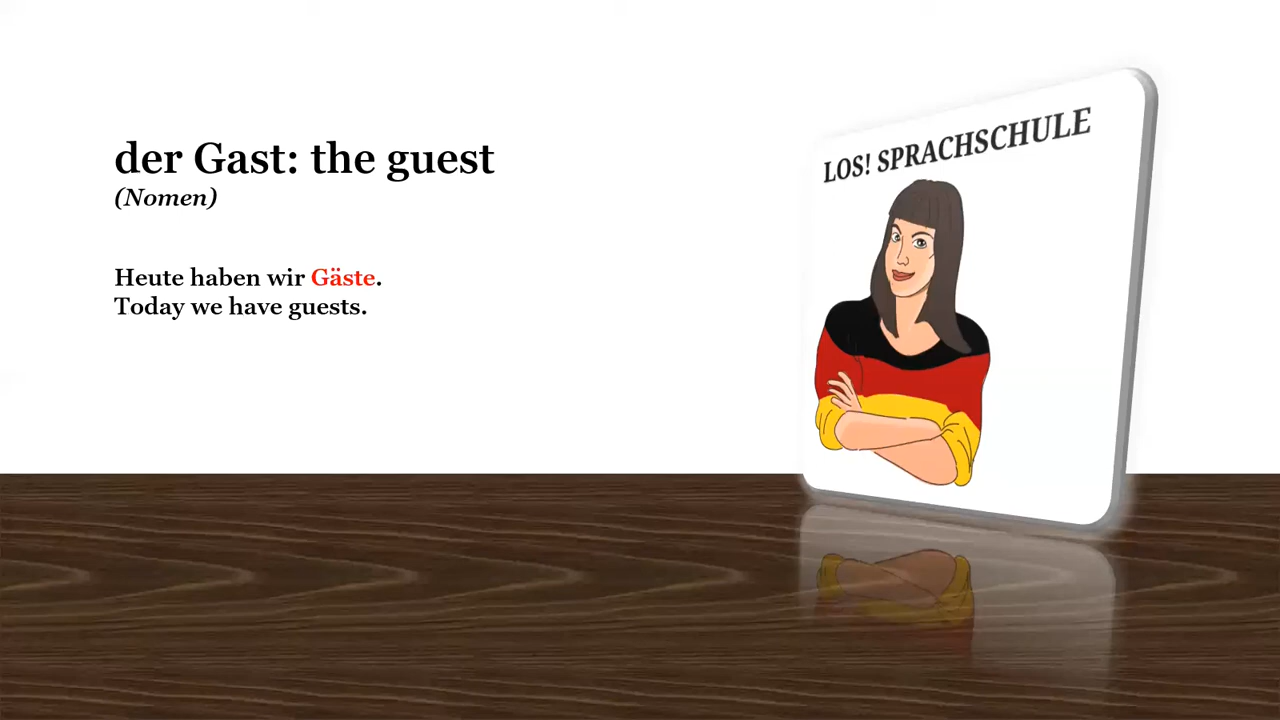 der Gast: the guest
(Nomen)
Heute haben wir Gäste.
Today we have guests.
LOS! SPRACHSCHULE